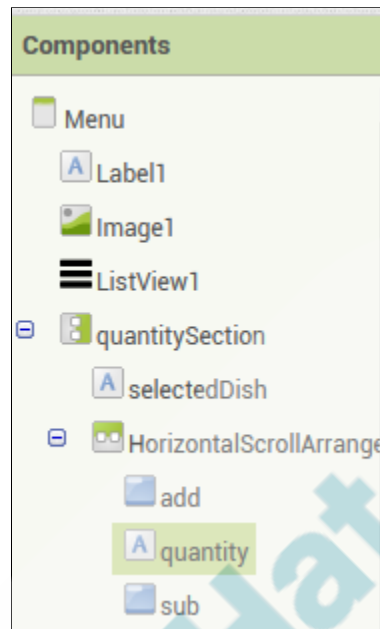 Components
Menu
Label1
Image1
ListView1
quantitySection
selectedDish
HorizontalScrollArrange
add
quantity
sub